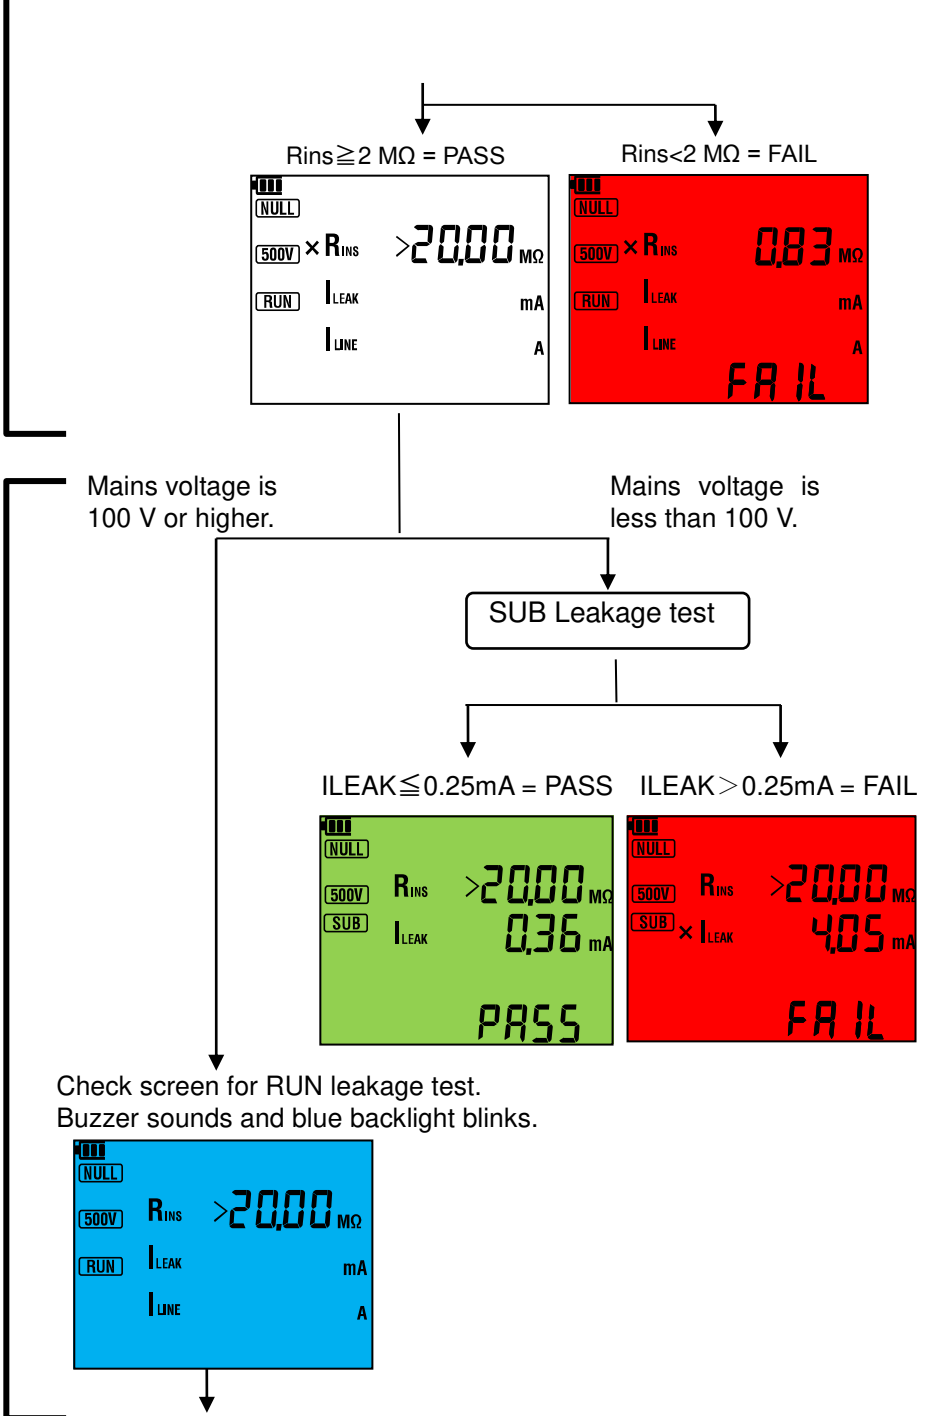 Rins≧2 MΩ = PASS
Rins<2 MΩ = FAIL
NULL
500V × RINS >20.00 MΩ
RUN ILEAK mA
ILINE A
NULL
500V × RINS 0.83 MΩ
RUN ILEAK mA
ILINE A
FAIL
Mains voltage is
100 V or higher.
Mains voltage is
less than 100 V.
SUB Leakage test
ILEAK≦0.25mA = PASS
ILEAK>0.25mA = FAIL
NULL
500V RINS >20.00 MΩ
SUB ILEAK 0.36 mA
PASS
NULL
500V RINS >20.00 MΩ
SUB × ILEAK 4.05 mA
FAIL
Check screen for RUN leakage test.
Buzzer sounds and blue backlight blinks.
NULL
500V RINS >20.00 MΩ
RUN ILEAK mA
ILINE A